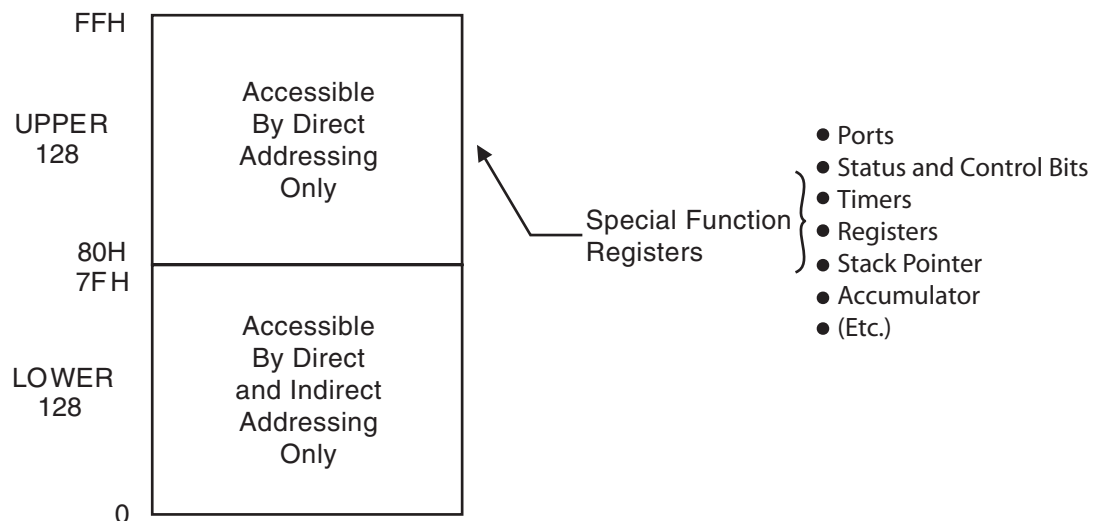 FFH
UPPER
128
80H
7FH
LOWER
128
0
Accessible
By Direct
Addressing
Only
Accessible
By Direct
and Indirect
Addressing
Only
Special Function
Registers
● Ports
● Status and Control Bits
● Timers
● Registers
● Stack Pointer
● Accumulator
● (Etc.)